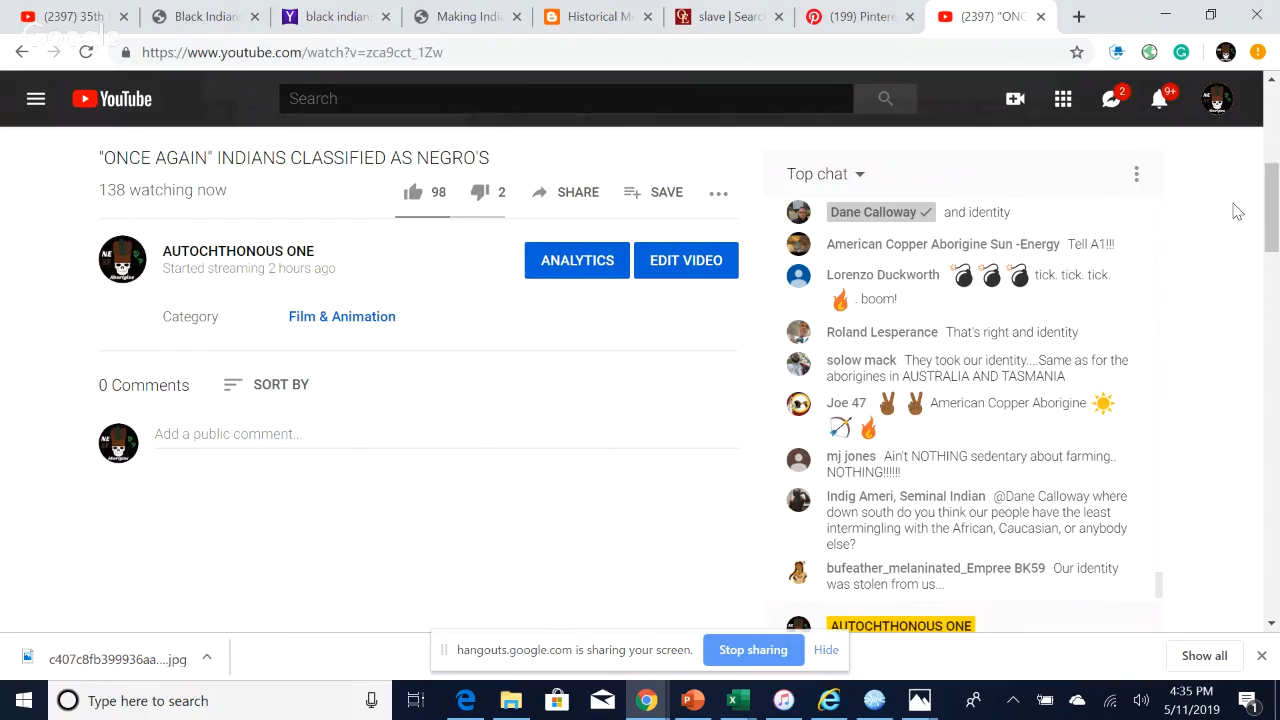 (2397) 35th
Black Indians
black indians
Making India
Historical M
slave | Search
(199) Pinteres
(2397) "ONC
https://www.youtube.com/watch?v=zca9cct_1Zw
YouTube
Search
2
9+
"ONCE AGAIN" INDIANS CLASSIFIED AS NEGRO'S
138 watching now
98
2
SHARE
SAVE
AUTOCHTHONOUS ONE
Started streaming 2 hours ago
ANALYTICS
EDIT VIDEO
Category
Film & Animation
0 Comments
SORT BY
Add a public comment...
Top chat
Dane Calloway and identity
American Copper Aborigine Sun -Energy Tell A1!!!
Lorenzo Duckworth 💣 💣 💣 tick. tick. tick.
🔥 . boom!
Roland Lesperance That's right and identity
solow mack They took our identity....Same as for the
aborigines in AUSTRALIA AND TASMANIA
Joe 47 ✌🏾 ✌🏾 American Copper Aborigine ☀️
🏹 🔥
mj jones Ain't NOTHING sedentary about farming..
NOTHING!!!!!!
Indig Ameri, Seminal Indian @Dane Calloway where
down south do you think our people have the least
intermingling with the African, Caucasian, or anybody
else?
bufeather_melaninated_Empree BK59 Our identity
was stolen from us...
AUTOCHTHONOUS ONE
c407c8fb399936aa....jpg
hangouts.google.com is sharing your screen.
Stop sharing
Hide
Show all
Type here to search
4:35 PM
5/11/2019
1